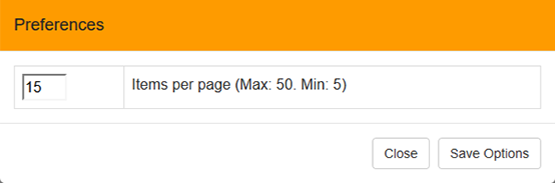 Preferences
15 Items per page (Max: 50. Min: 5)
Close Save Options